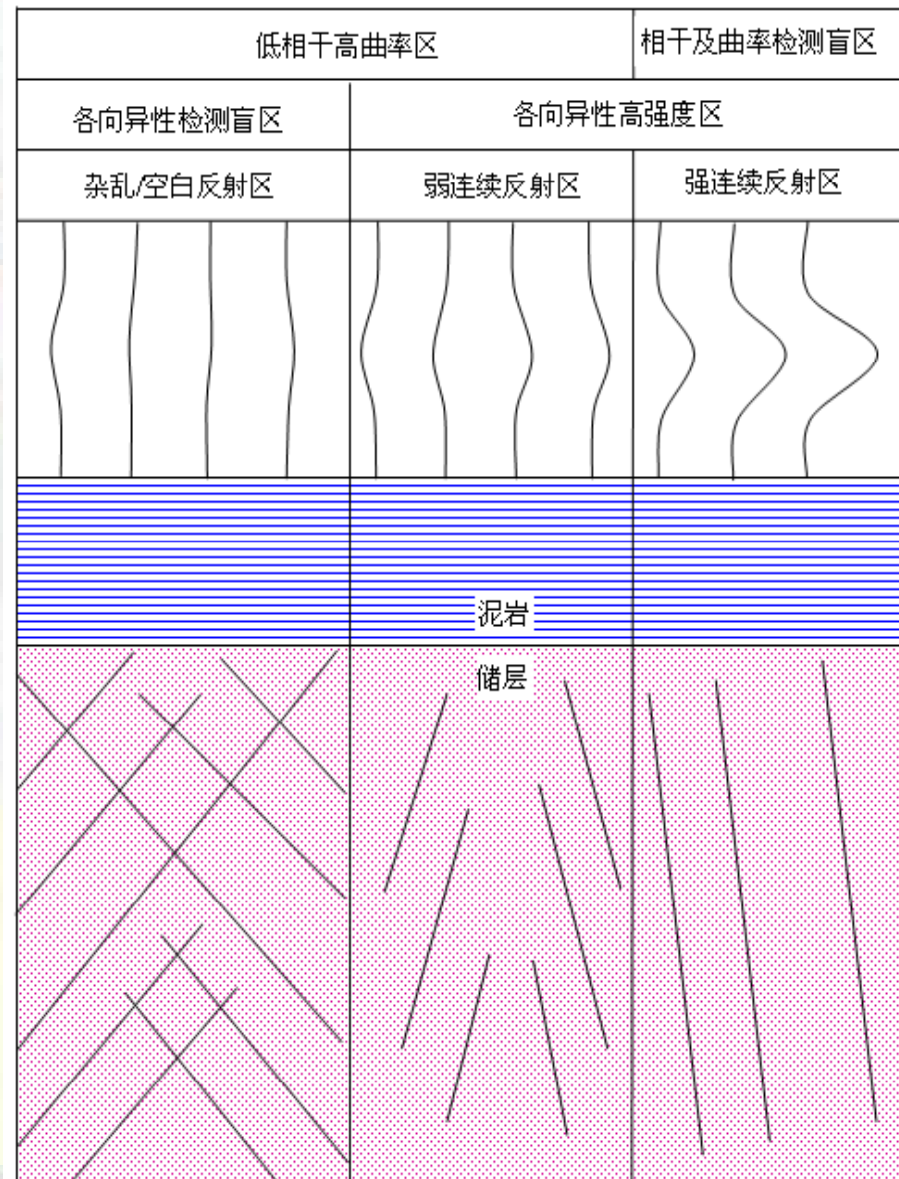 低相干高曲率区
相干及曲率检测盲区
各向异性检测盲区
各向异性高强度区
杂乱/空白反射区
弱连续反射区
强连续反射区
泥岩
储层